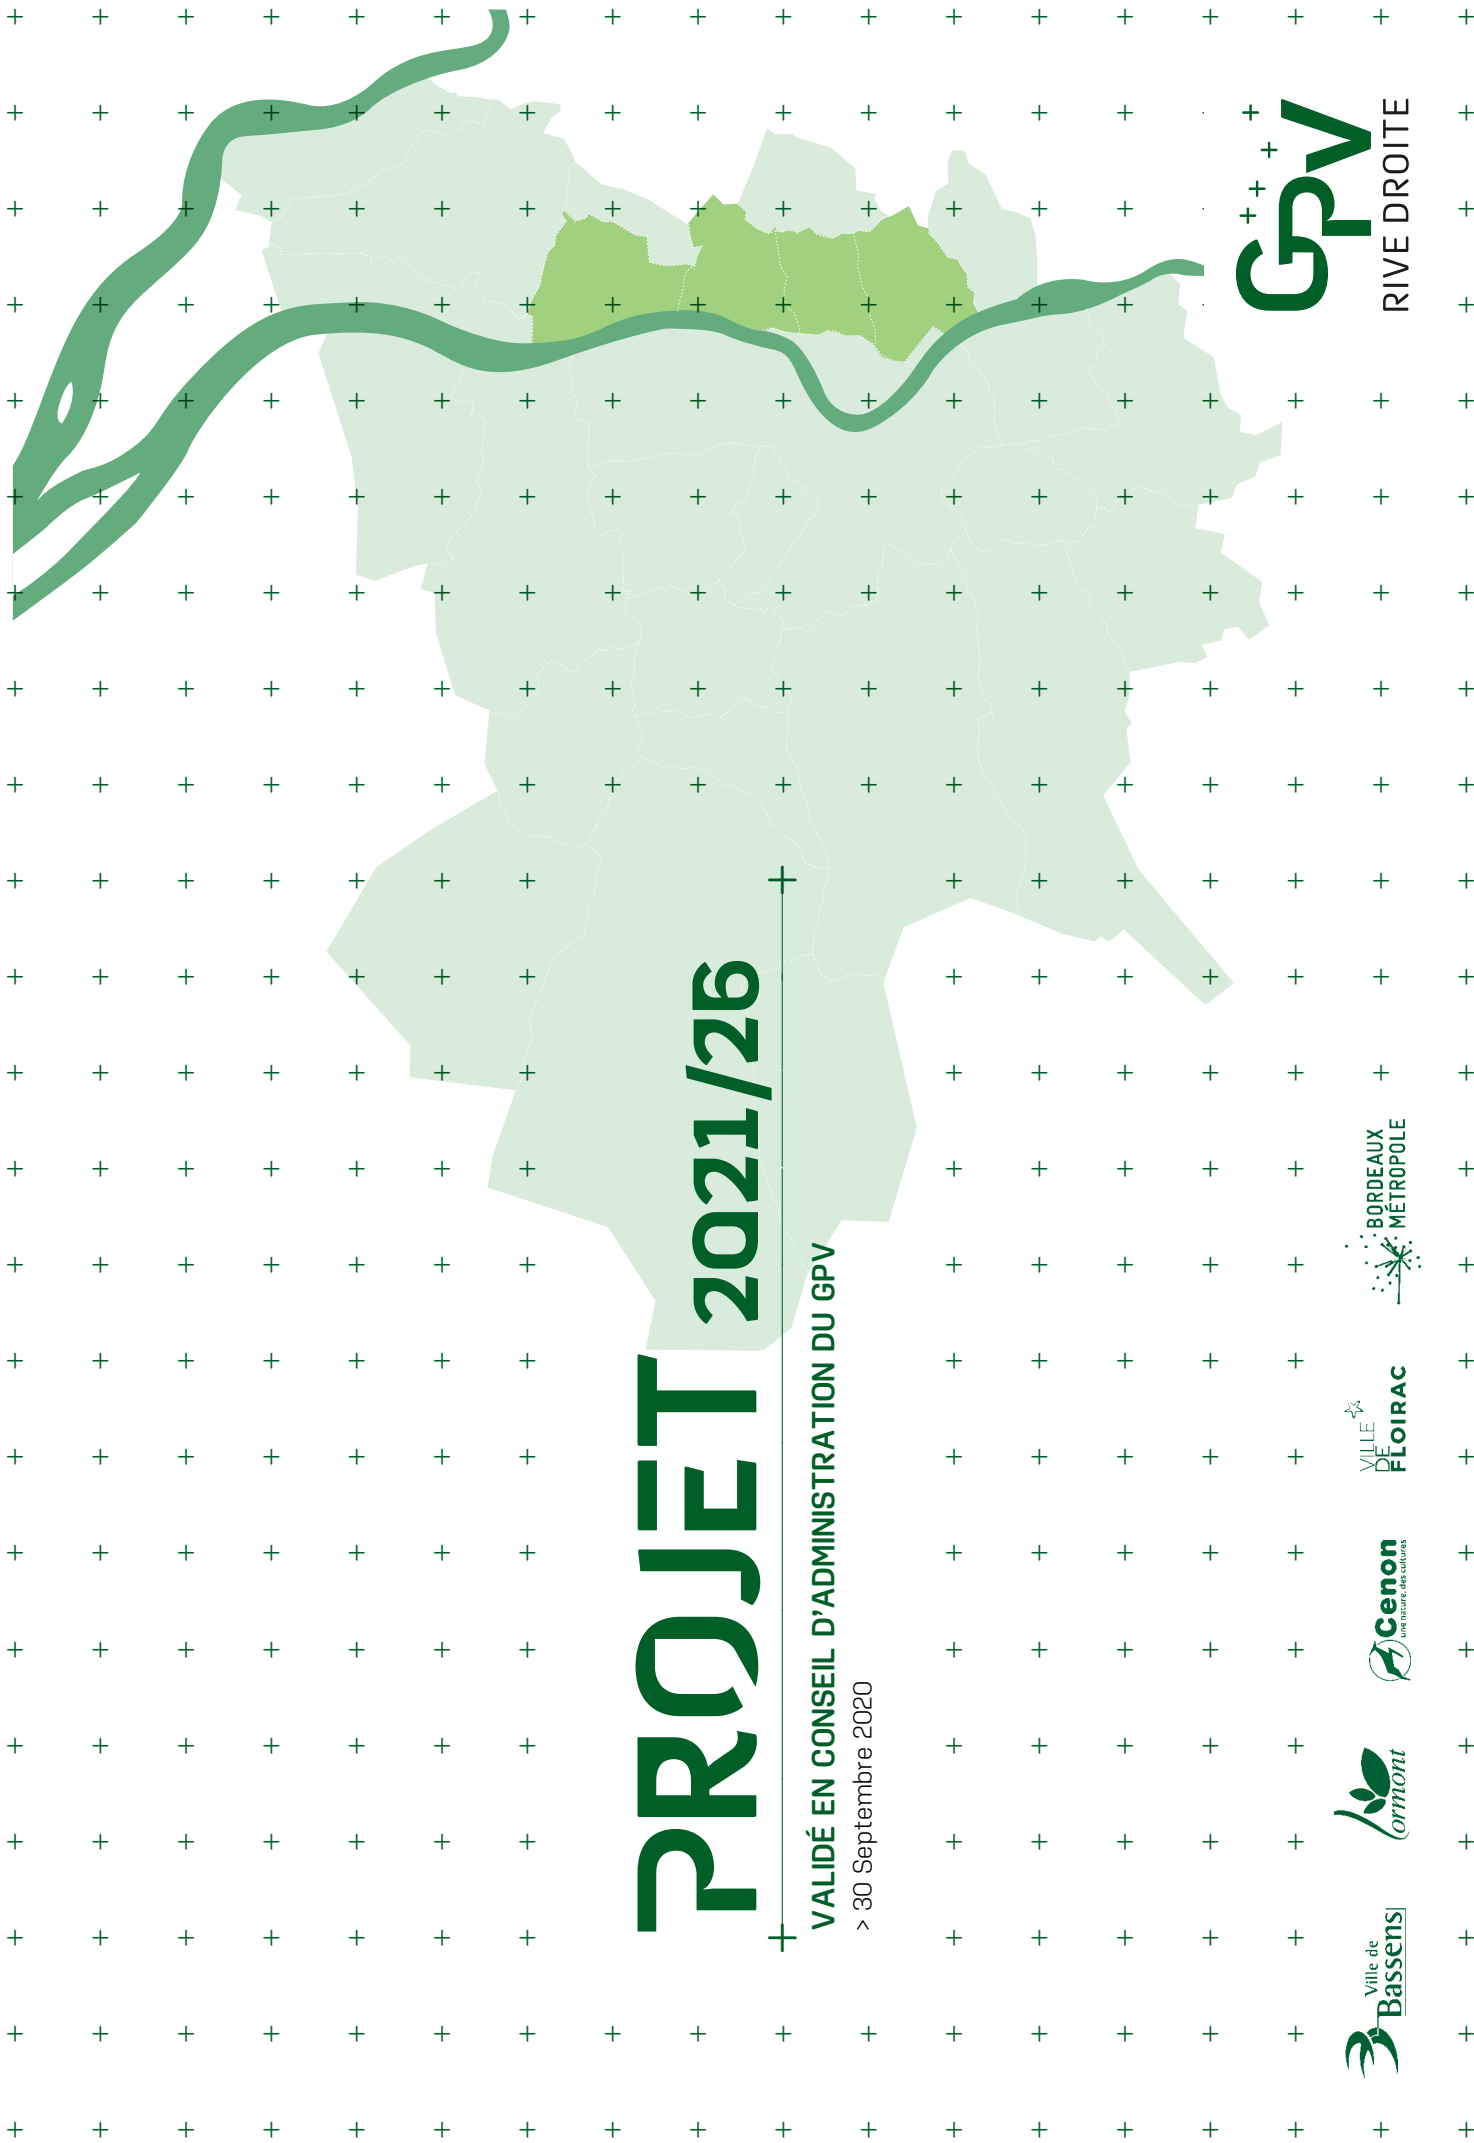 PROJET 2021/26
VALIDÉ EN CONSEIL D'ADMINISTRATION DU GPV
> 30 Septembre 2020
Ville de
Bassens
Lormont
Cenon
une nature, des cultures
VILLE
DE
FLOIRAC
BORDEAUX
MÉTROPOLE
GPV
RIVE DROITE